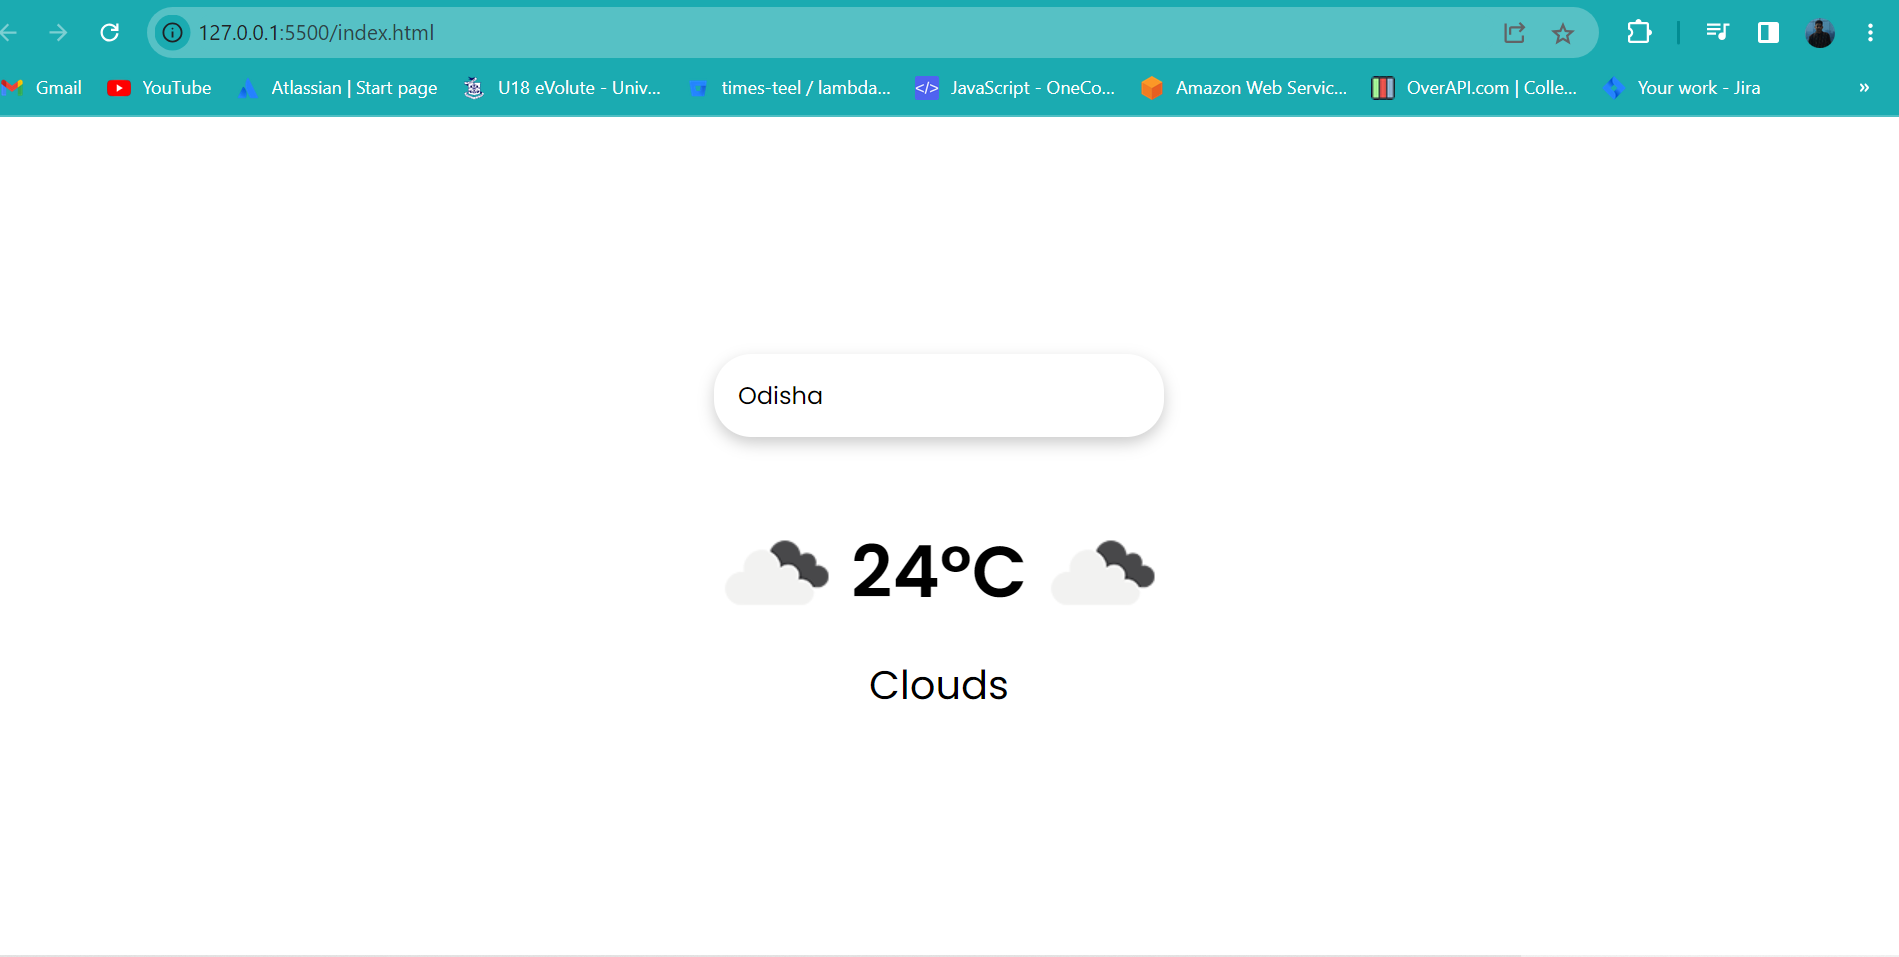 127.0.0.1:5500/index.html
Gmail YouTube Atlassian | Start page U18 eVolute - Univ... times-teel / lambda... </> JavaScript - OneCo... Amazon Web Servic... OverAPI.com | Colle... Your work - Jira »
Odisha
24°C
Clouds